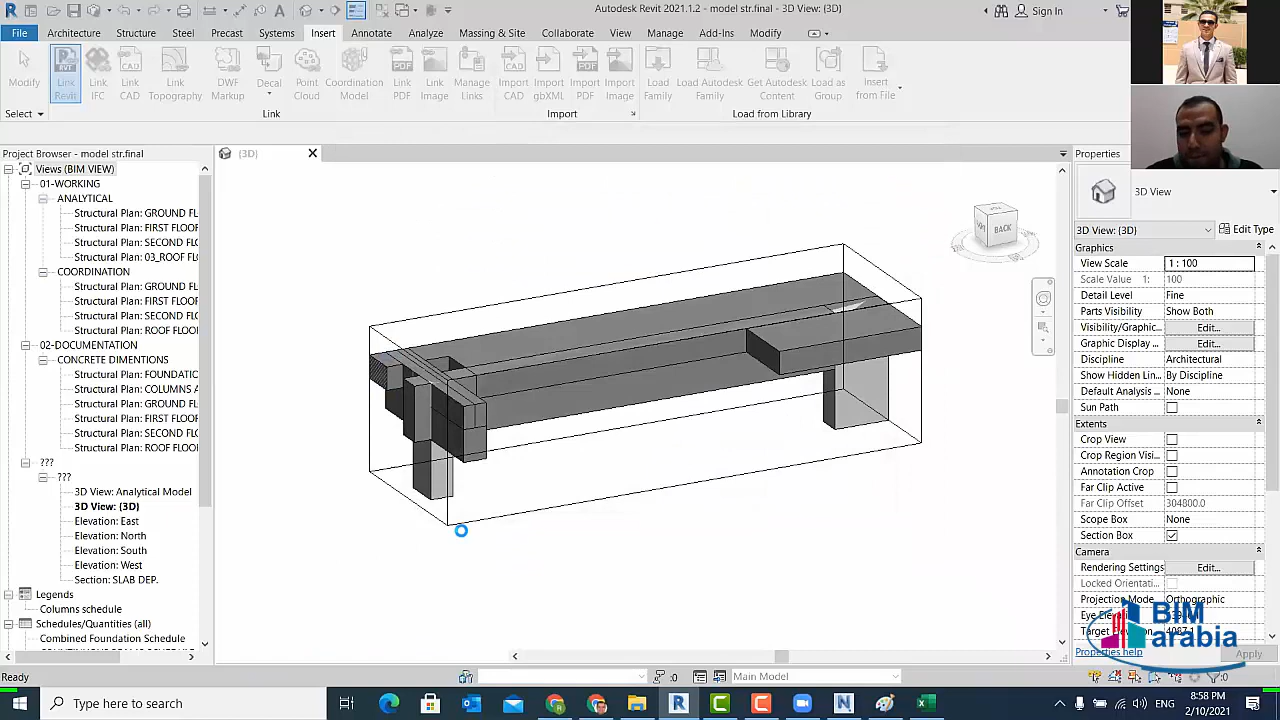 Autodesk Revit 2021.1.2 - model str.final - 3D View: {3D}
Sign In
File Architecture Structure Steel Precast Systems Insert Annotate Analyze Massing & Site Collaborate View Manage Add-Ins Modify
Modify
Link Revit
Link IFC
Link CAD
Link Topography
DWF Markup
Decal
Point Cloud
Coordination Model
Link PDF
Link Image
Manage Links
Import CAD
Import gbXML
Import PDF
Import Image
Load Family
Load Autodesk Family
Get Autodesk Content
Load as Group
Insert from File
Select Link Import Load from Library
Project Browser - model str.final
Views (BIM VIEW)
01-WORKING
ANALYTICAL
Structural Plan: GROUND FL
Structural Plan: FIRST FLOOR
Structural Plan: SECOND FL
Structural Plan: 03_ROOF FL
COORDINATION
Structural Plan: GROUND FL
Structural Plan: FIRST FLOOR
Structural Plan: SECOND FL
Structural Plan: ROOF FLOO
02-DOCUMENTATION
CONCRETE DIMENTIONS
Structural Plan: FOUNDATIO
Structural Plan: COLUMNS A
Structural Plan: GROUND FL
Structural Plan: FIRST FLOOR
Structural Plan: SECOND FL
Structural Plan: ROOF FLOO
???
???
3D View: Analytical Model
3D View: {3D}
Elevation: East
Elevation: North
Elevation: South
Elevation: West
Section: SLAB DEP.
Legends
Columns schedule
Schedules/Quantities (all)
Combined Foundation Schedule
{3D}
BACK
Properties
3D View
3D View: {3D} Edit Type
Graphics
View Scale 1 : 100
Scale Value 1: 100
Detail Level Fine
Parts Visibility Show Both
Visibility/Graphic... Edit...
Graphic Display ... Edit...
Discipline Architectural
Show Hidden Lin... By Discipline
Default Analysis ... None
Sun Path
Extents
Crop View
Crop Region Visi...
Annotation Crop
Far Clip Active
Far Clip Offset 304800.0
Scope Box None
Section Box
Camera
Rendering Settings Edit...
Locked Orientati...
Projection Mode Orthographic
Properties help Apply
BIM
arabia
Ready
:0
Main Model
:0
Type here to search
ENG
8:58 PM
2/10/2021